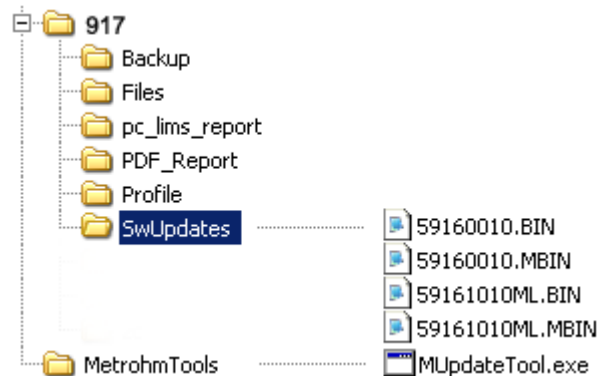 917
Backup
Files
pc_lims_report
PDF_Report
Profile
SwUpdates 59160010.BIN
59160010.MBIN
59161010ML.BIN
59161010ML.MBIN
MetrohmTools MUpdateTool.exe